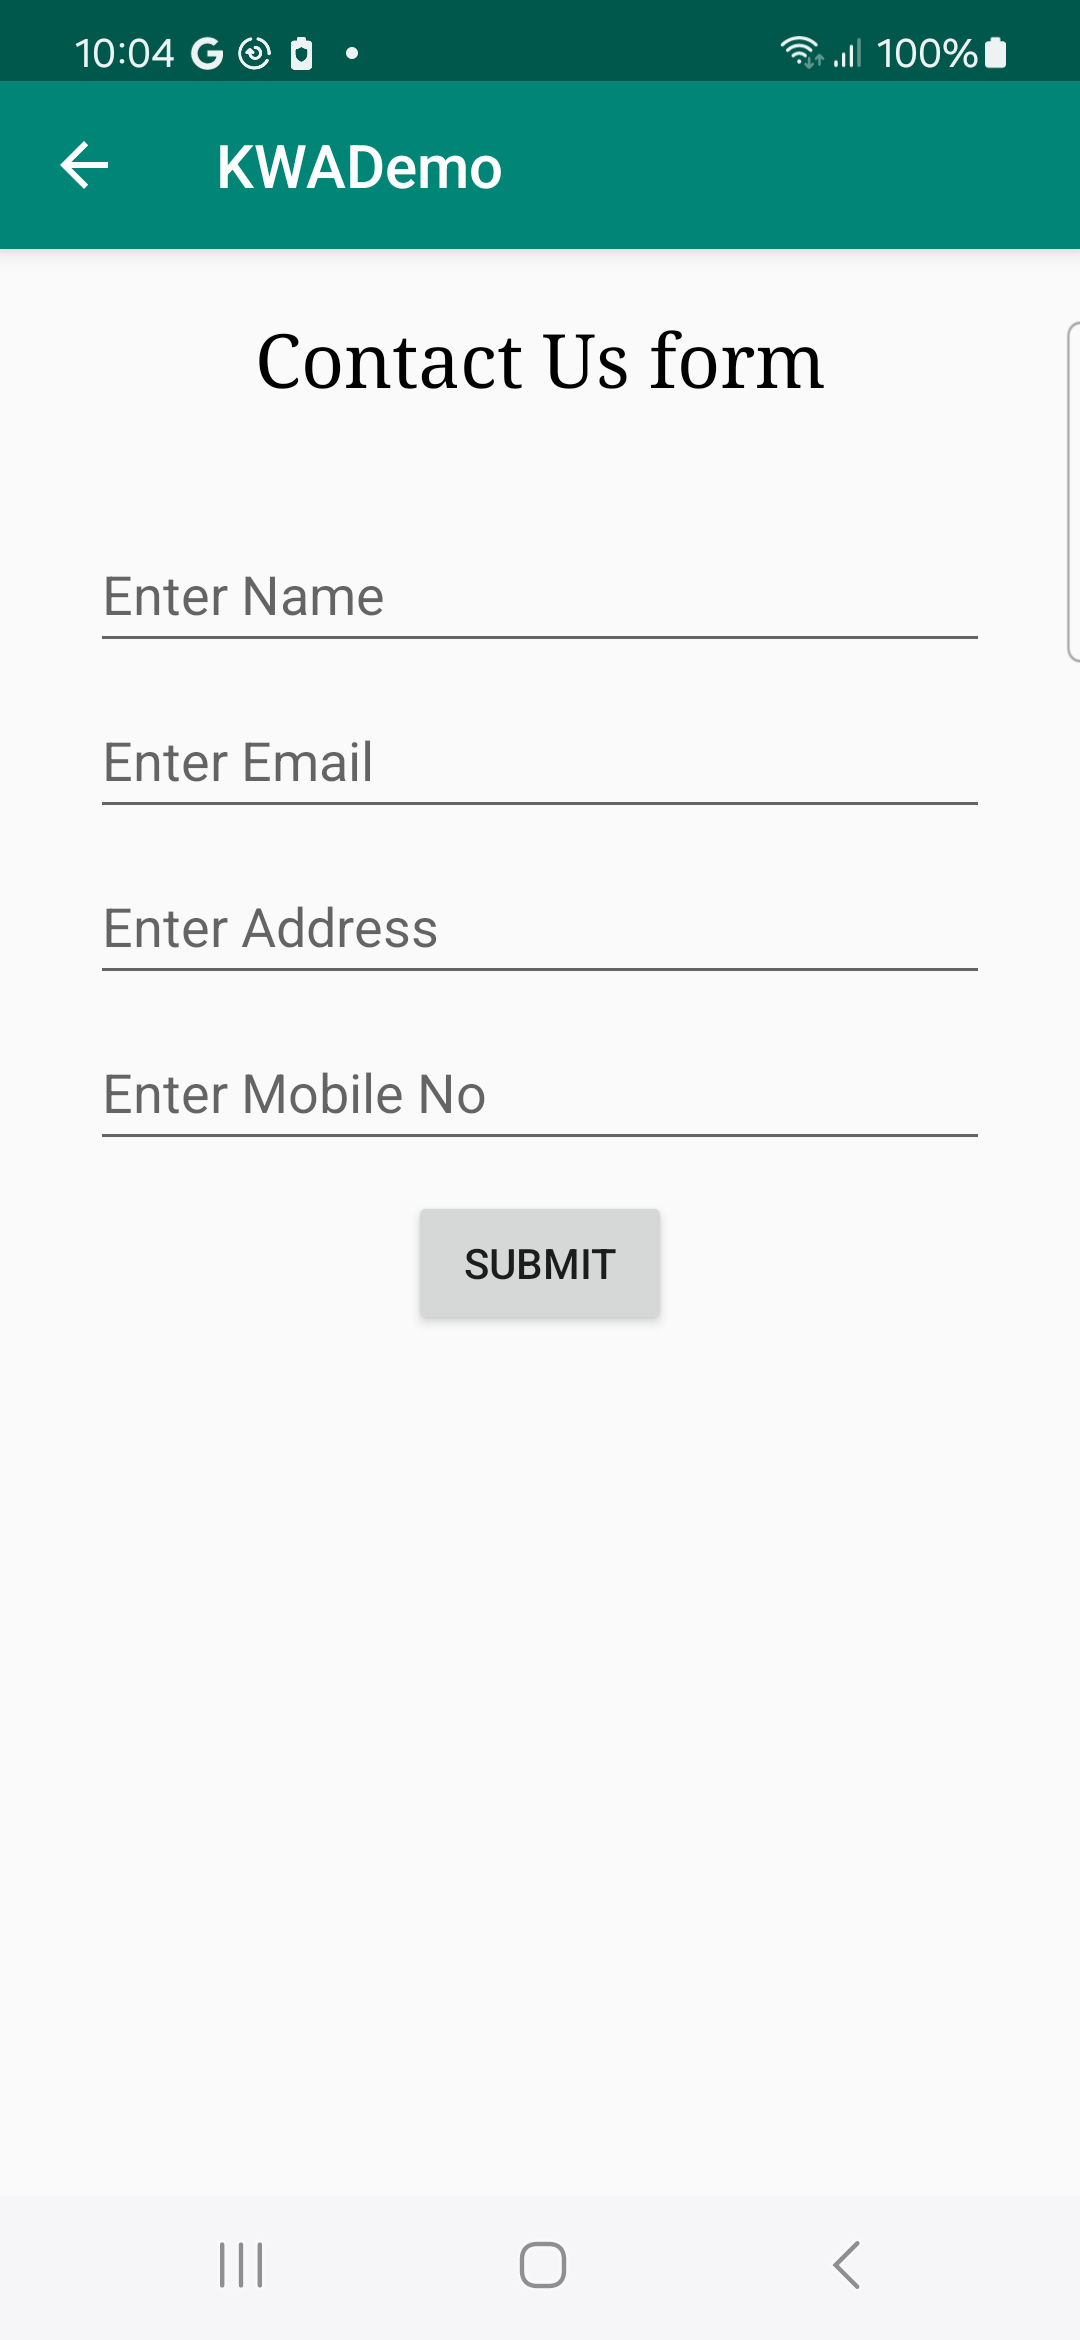 10:04 100%
KWADemo
Contact Us form
Enter Name
Enter Email
Enter Address
Enter Mobile No
SUBMIT